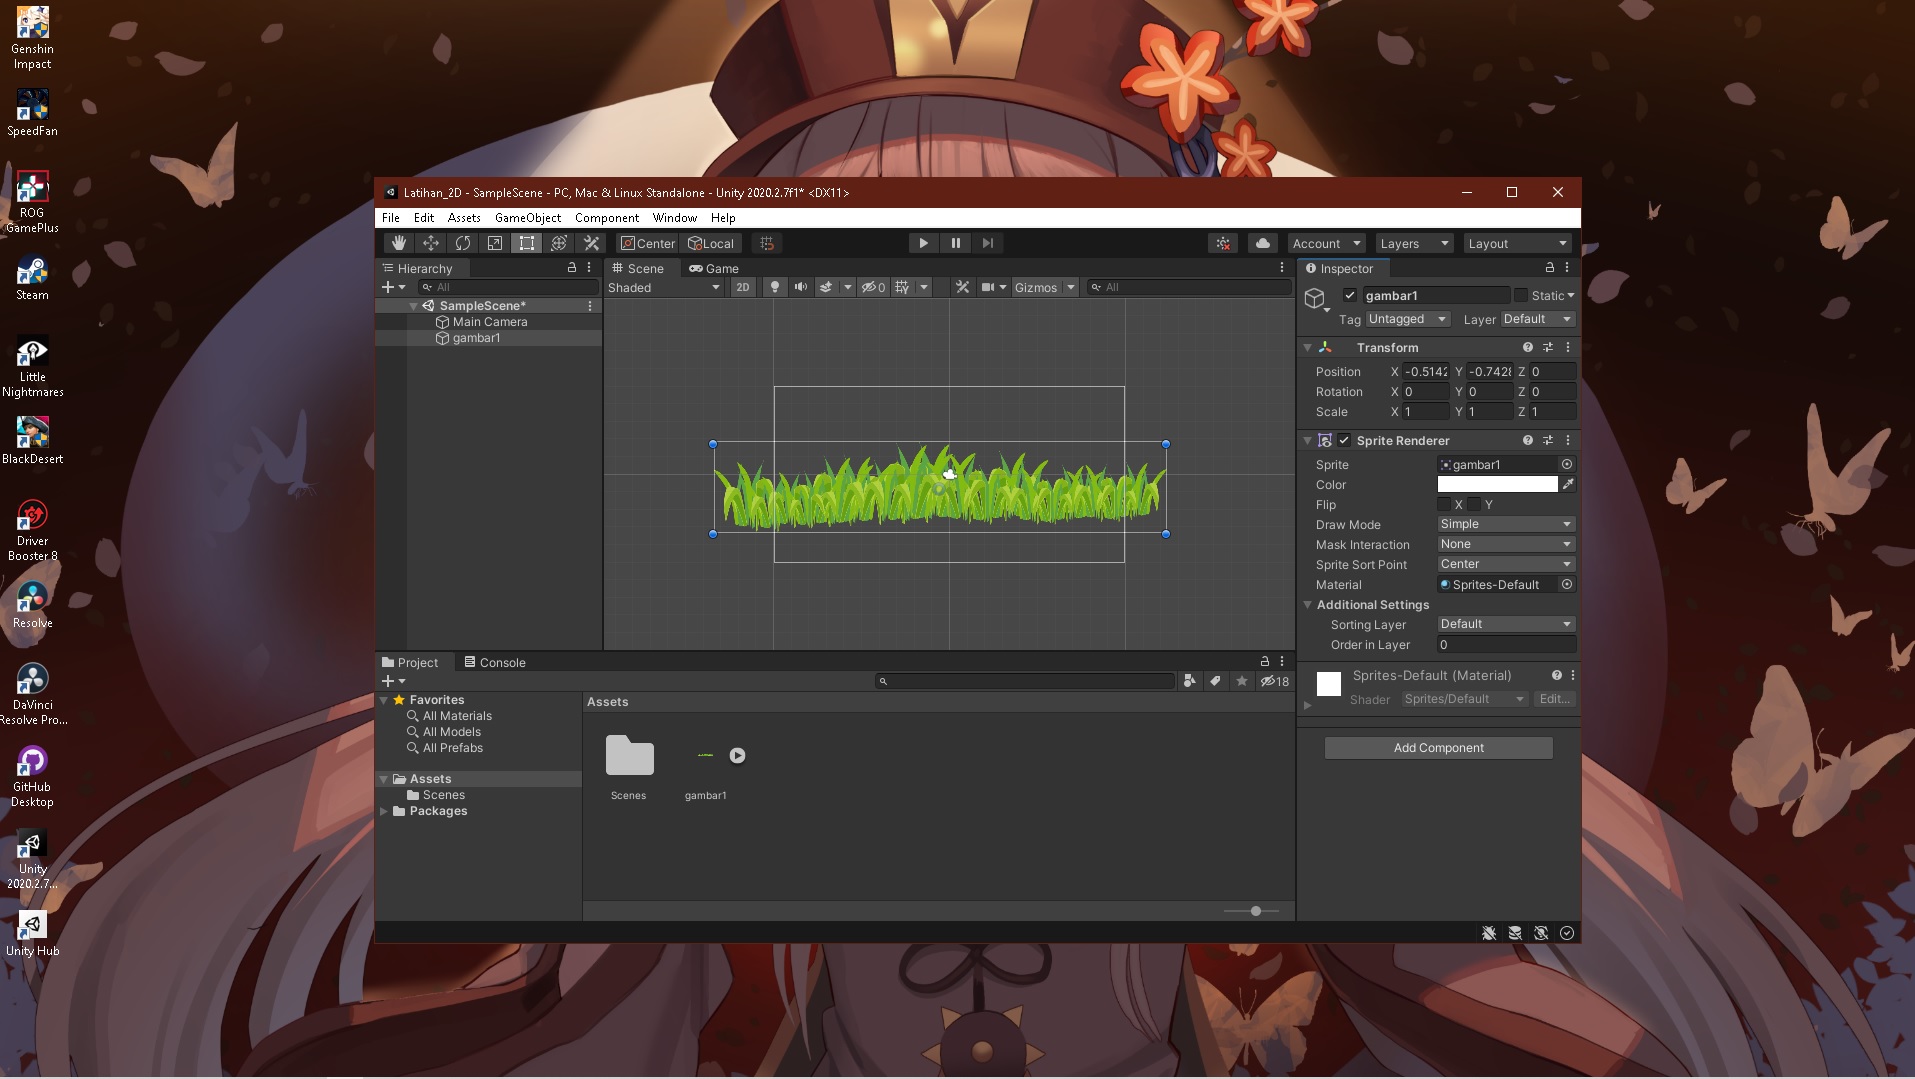 Genshin
Impact
SpeedFan
ROG
GamePlus
Steam
Little
Nightmares
BlackDesert
Driver
Booster 8
Resolve
DaVinci
Resolve Pro...
GitHub
Desktop
Unity
2020.2.7...
Unity Hub
Latihan_2D - SampleScene - PC, Mac & Linux Standalone - Unity 2020.2.7f1* <DX11>
File Edit Assets GameObject Component Window Help
Center Local Account Layers Layout
Hierarchy
All
SampleScene*
Main Camera
gambar1
Scene Game
Shaded 2D 0 Gizmos All
Inspector
gambar1 Static
Tag Untagged Layer Default
Transform
Position X -0.5142 Y -0.7428 Z 0
Rotation X 0 Y 0 Z 0
Scale X 1 Y 1 Z 1
Sprite Renderer
Sprite gambar1
Color
Flip X Y
Draw Mode Simple
Mask Interaction None
Sprite Sort Point Center
Material Sprites-Default
Additional Settings
Sorting Layer Default
Order in Layer 0
Sprites-Default (Material)
Shader Sprites/Default Edit...
Add Component
Project Console
18
Favorites
All Materials
All Models
All Prefabs
Assets
Scenes
Packages
Assets
Scenes gambar1